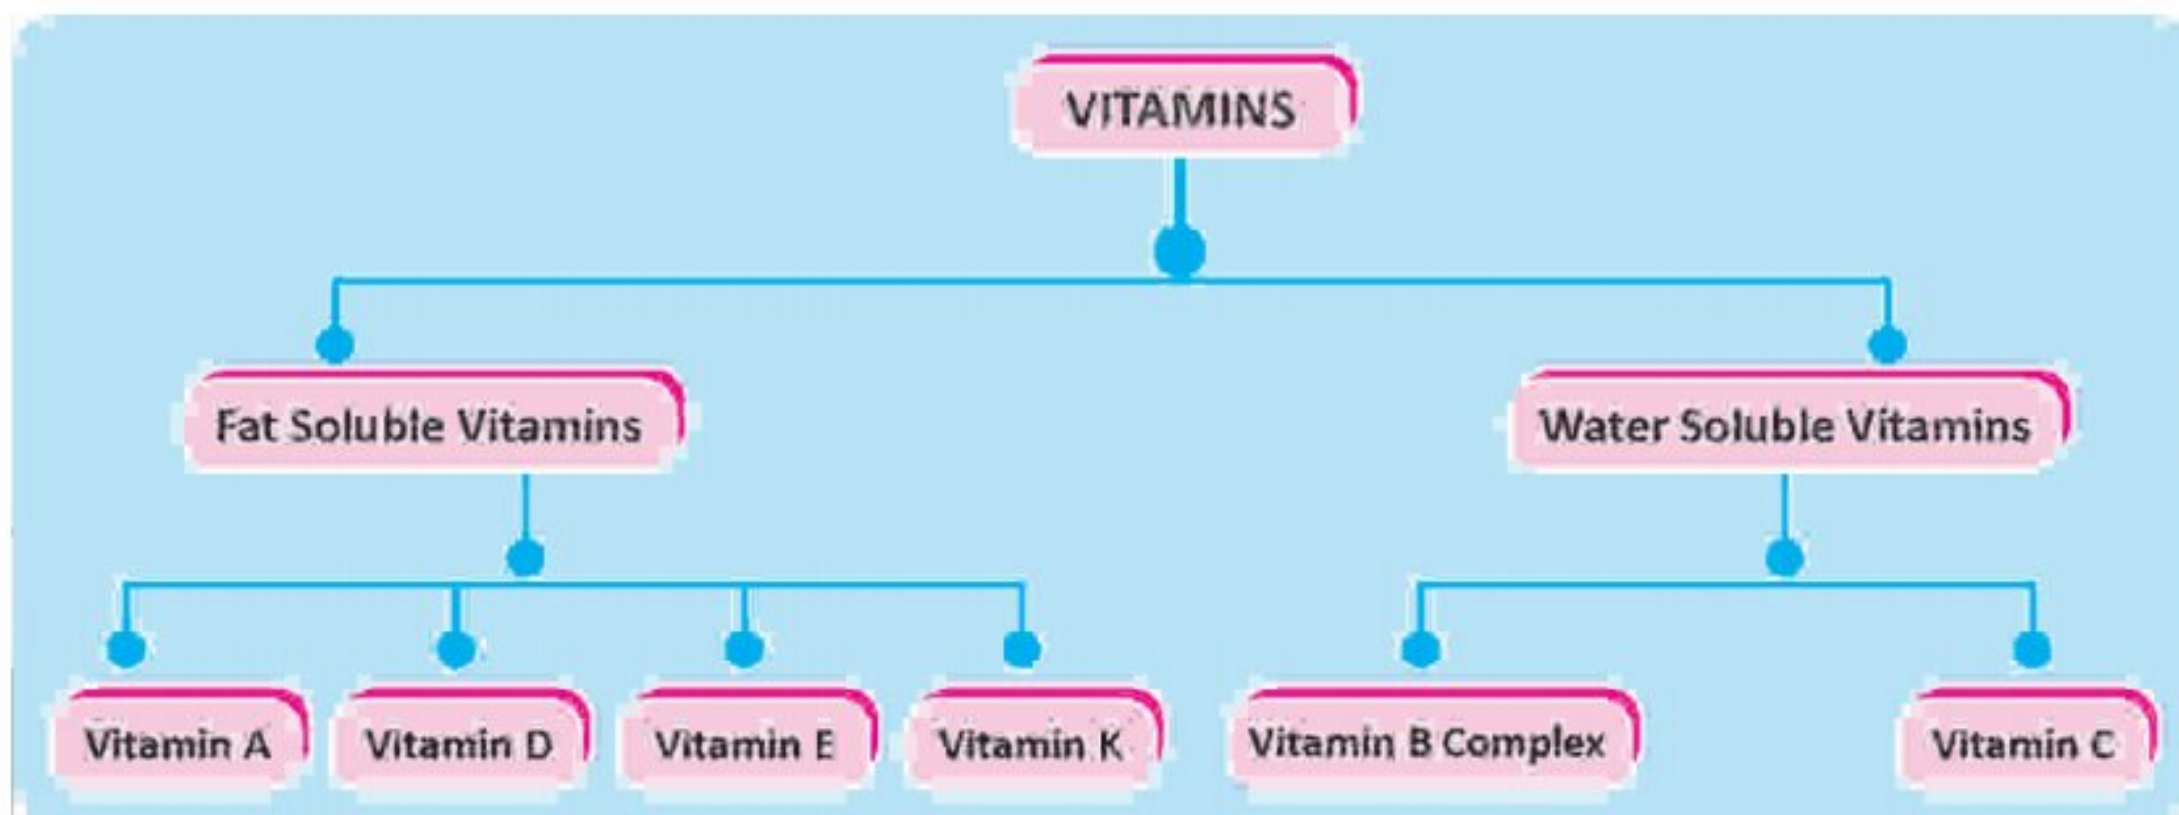 VITAMINS
Fat Soluble Vitamins
Water Soluble Vitamins
Vitamin A
Vitamin D
Vitamin E
Vitamin K
Vitamin B Complex
Vitamin C